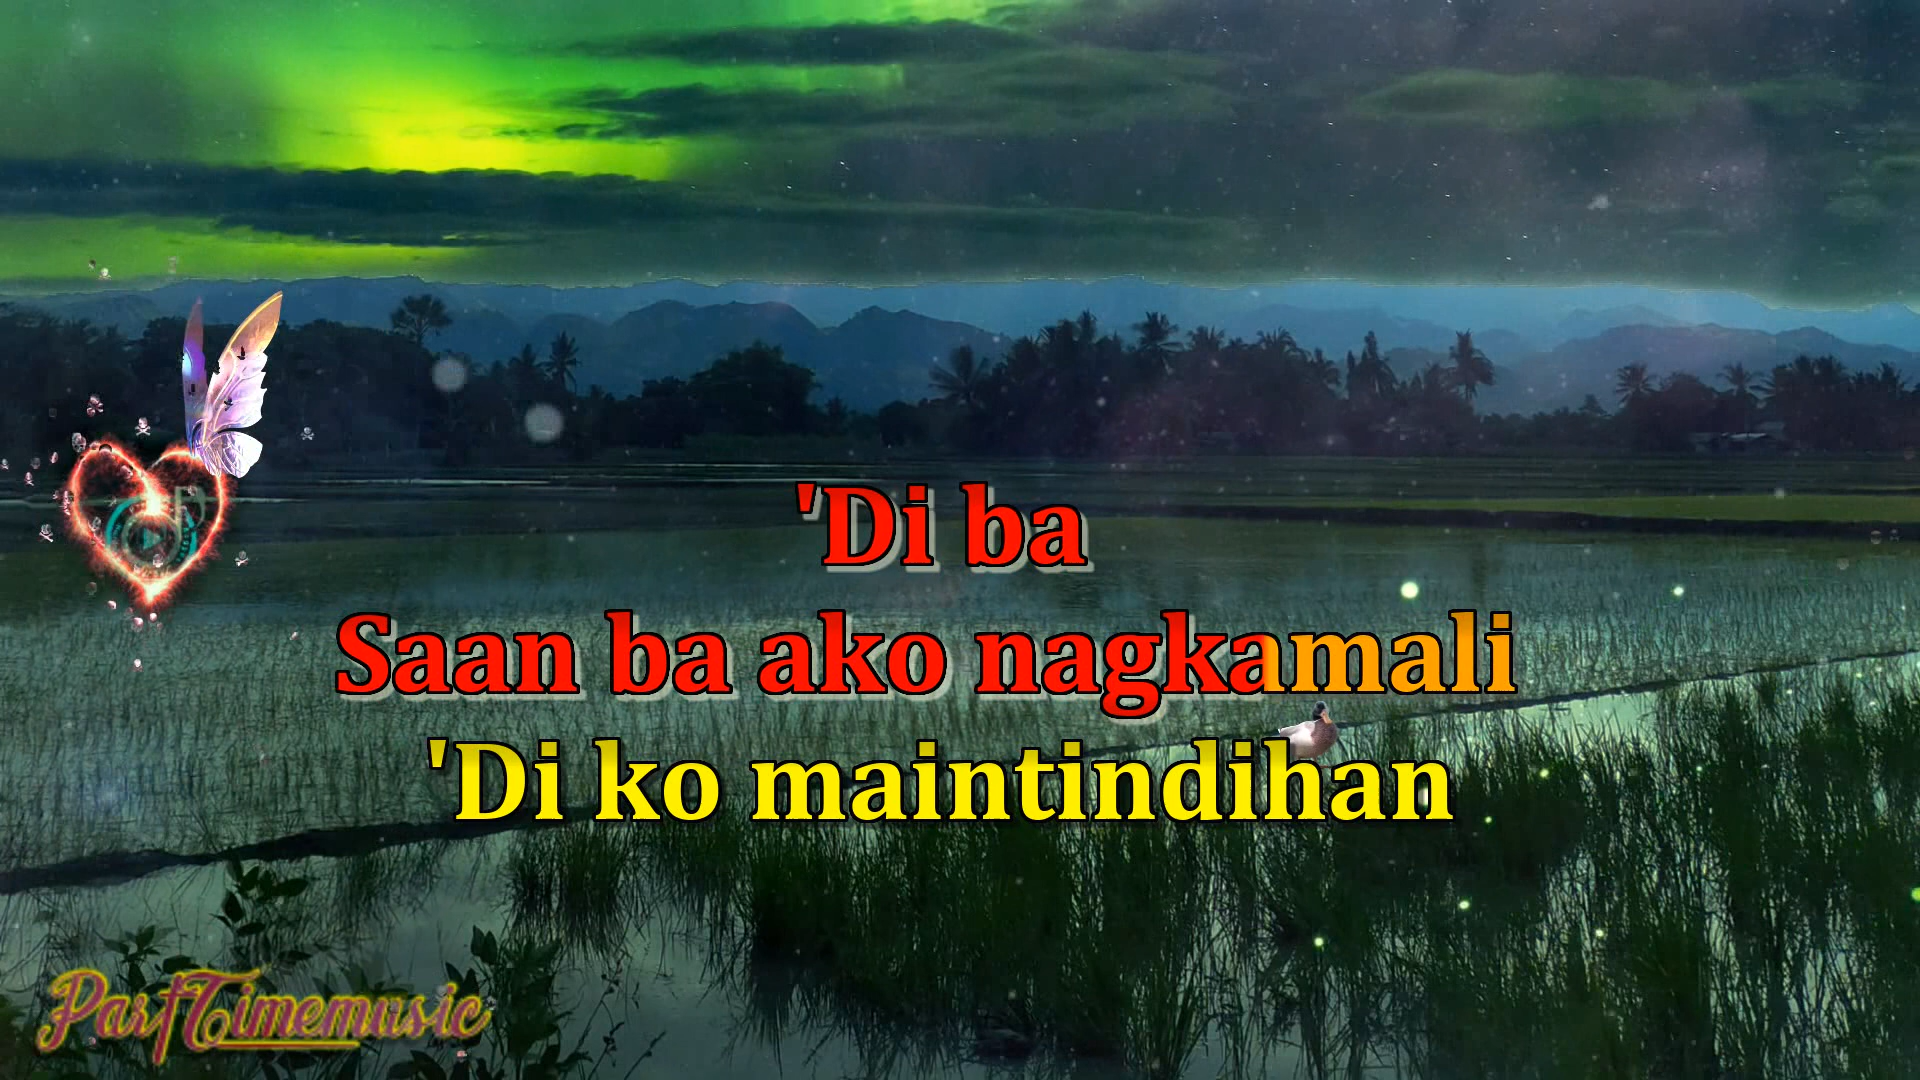 'Di ba
Saan ba ako nagkamali
'Di ko maintindihan
PartTimemusic